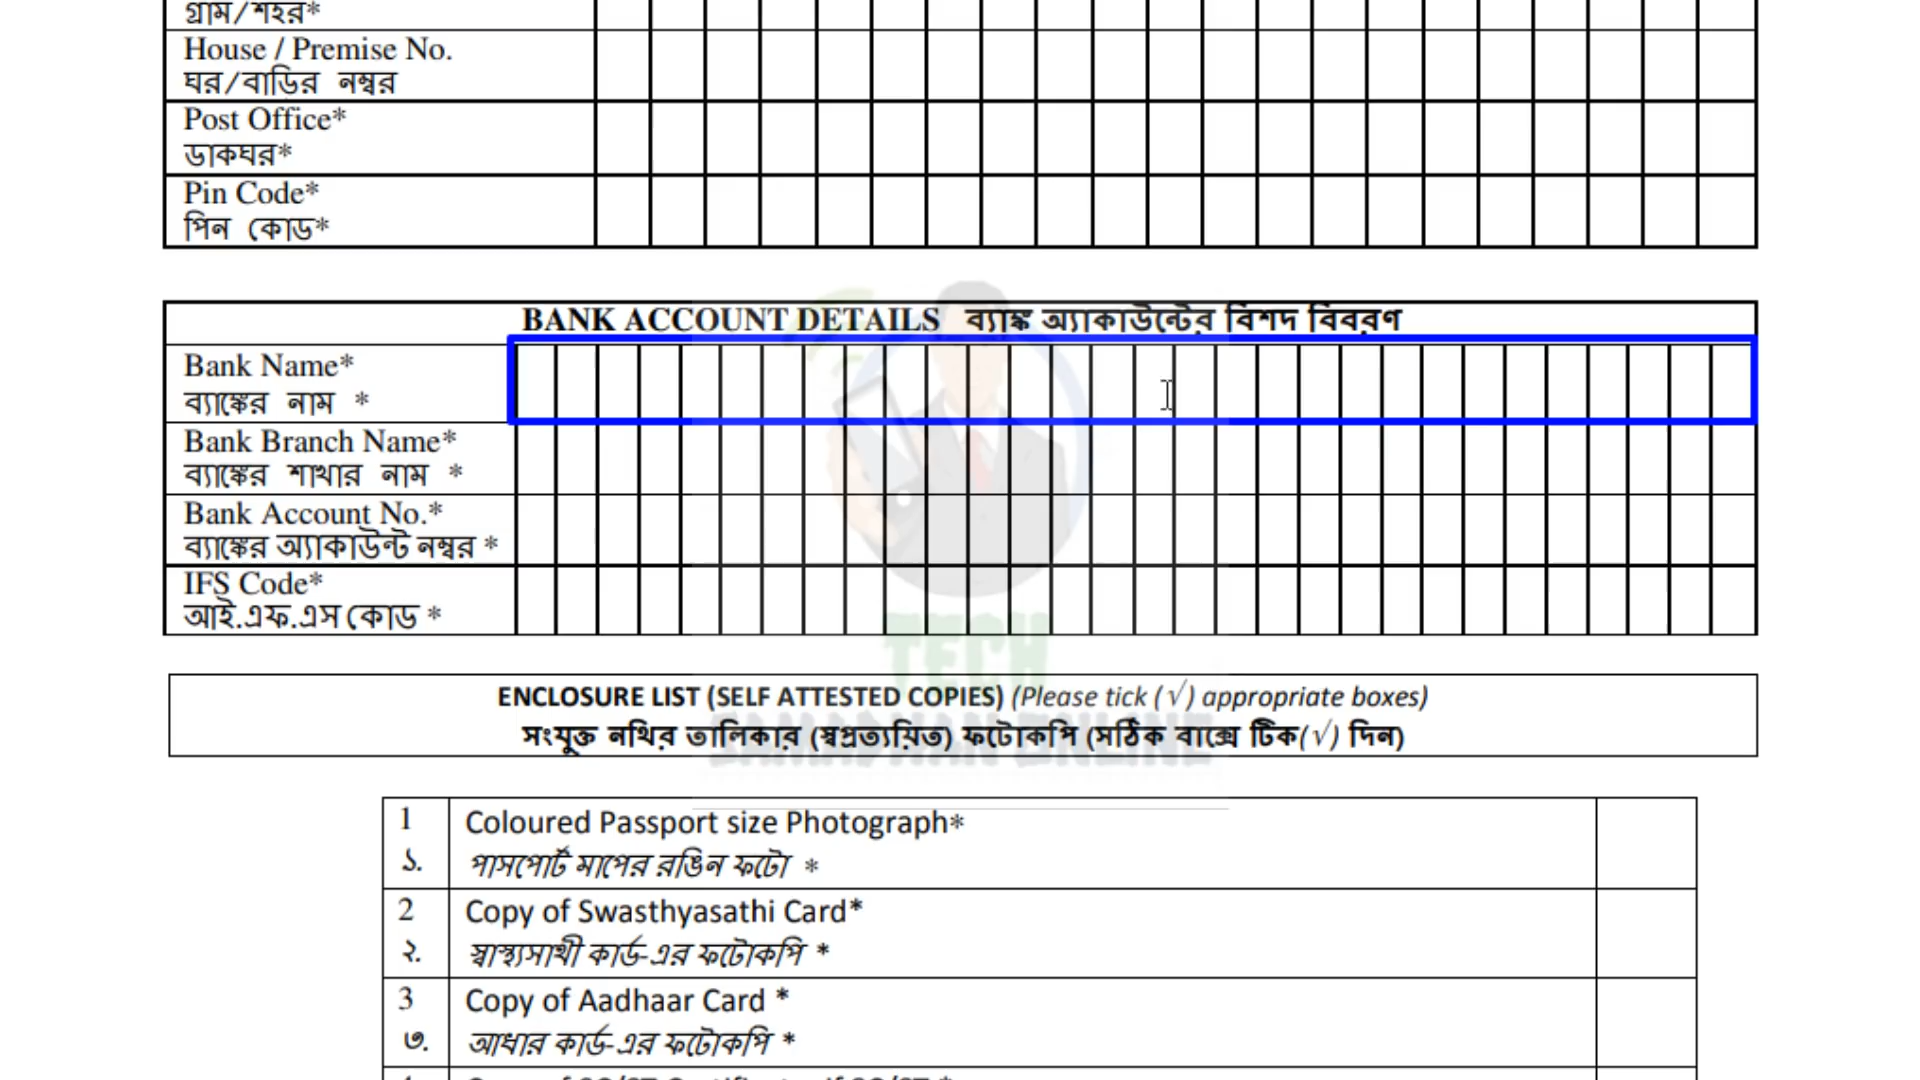 গ্রাম/শহর*
House / Premise No.
ঘর/বাড়ির নম্বর
Post Office*
ডাকঘর*
Pin Code*
পিন কোড*
BANK ACCOUNT DETAILS ব্যাঙ্ক অ্যাকাউন্টের বিশদ বিবরণ
Bank Name*
ব্যাঙ্কের নাম *
Bank Branch Name*
ব্যাঙ্কের শাখার নাম *
Bank Account No.*
ব্যাঙ্কের অ্যাকাউন্ট নম্বর *
IFS Code*
আই.এফ.এস কোড *
TECH
SAMADHAN ONLINE
ENCLOSURE LIST (SELF ATTESTED COPIES) (Please tick (√) appropriate boxes)
সংযুক্ত নথির তালিকার (স্বপ্রত্যয়িত) ফটোকপি (সঠিক বাক্সে টিক(√) দিন)
1 Coloured Passport size Photograph*
১. পাসপোর্ট মাপের রঙিন ফটো *
2 Copy of Swasthyasathi Card*
২. স্বাস্থ্যসাথী কার্ড-এর ফটোকপি *
3 Copy of Aadhaar Card *
৩. আধার কার্ড-এর ফটোকপি *